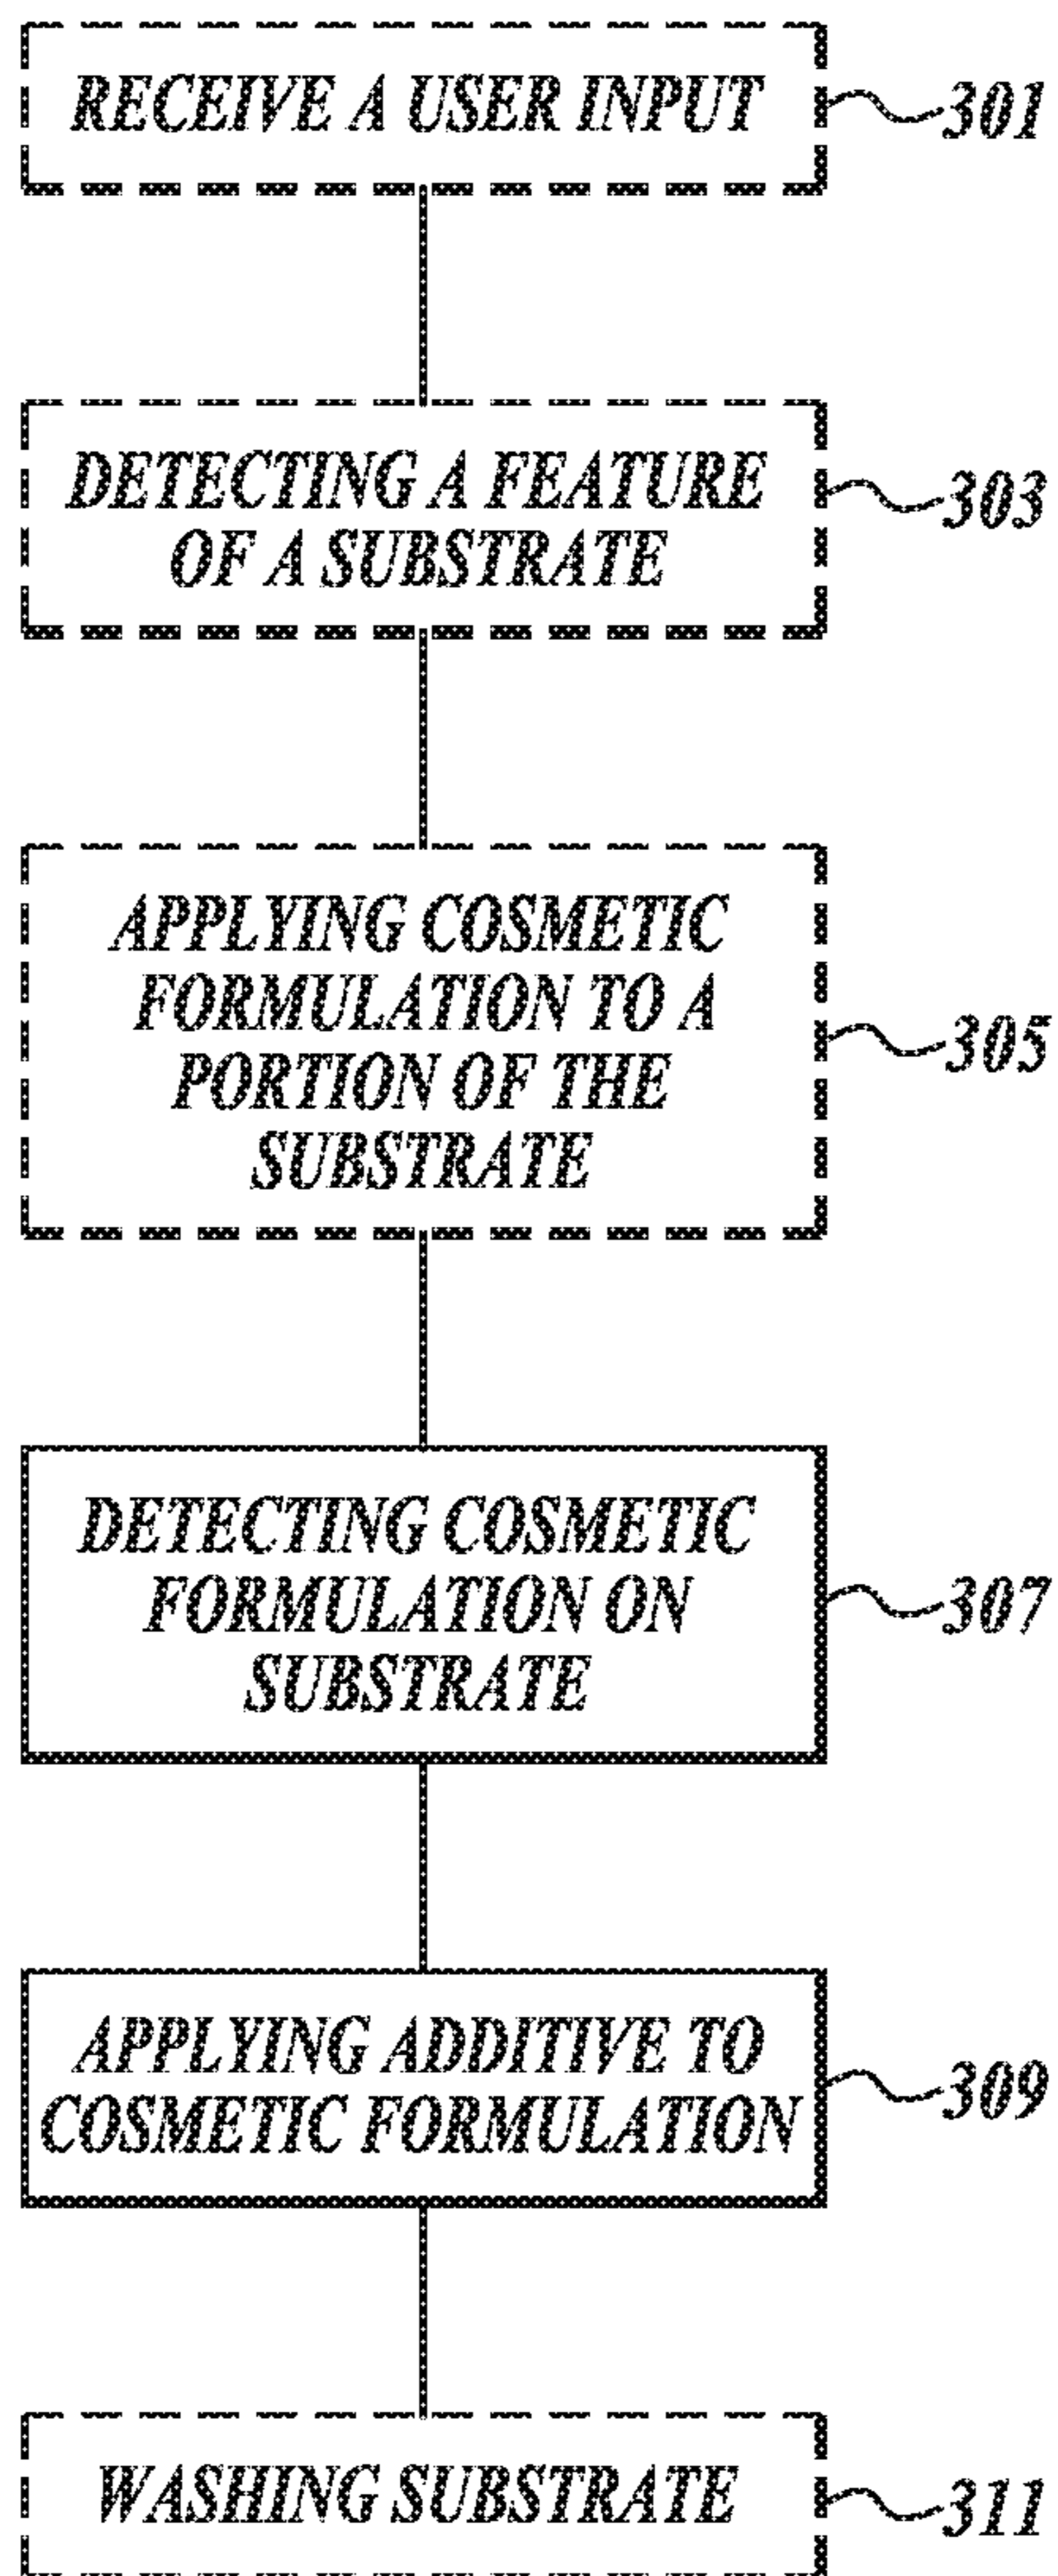 RECEIVE A USER INPUT
301
DETECTING A FEATURE
OF A SUBSTRATE
303
APPLYING COSMETIC
FORMULATION TO A
PORTION OF THE
SUBSTRATE
305
DETECTING COSMETIC
FORMULATION ON
SUBSTRATE
307
APPLYING ADDITIVE TO
COSMETIC FORMULATION
309
WASHING SUBSTRATE
311